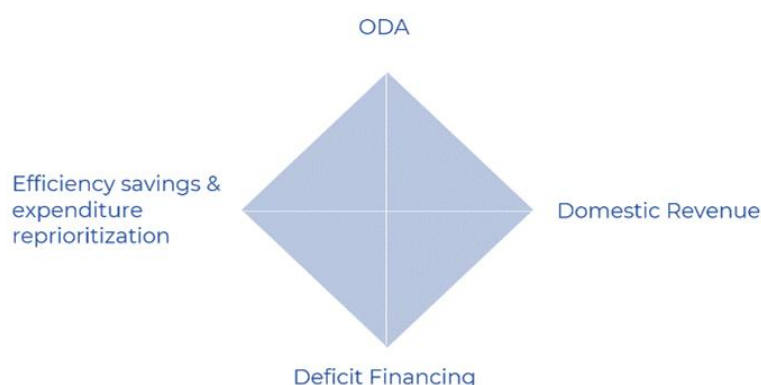 ODA
Efficiency savings &
expenditure
reprioritization
Domestic Revenue
Deficit Financing